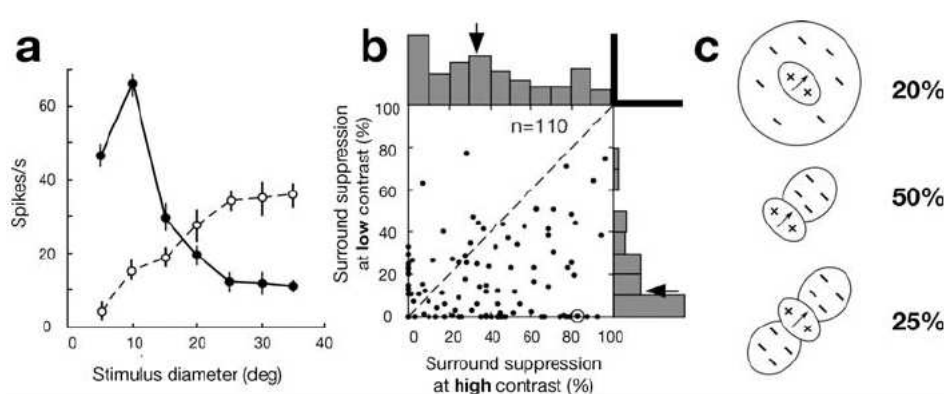 a
60
40
20
0
0
10
20
30
40
Stimulus diameter (deg)
Spikes/s
b
n=110
100
80
60
40
20
0
0
20
40
60
80
100
Surround suppression
at low contrast (%)
Surround suppression
at high contrast (%)
c
20%
50%
25%